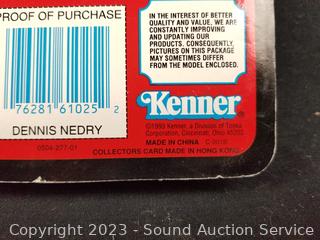 PROOF OF PURCHASE
76281 61025 2
DENNIS NEDRY
0504-277-01
IN THE INTEREST OF BETTER
QUALITY AND VALUE, WE ARE
CONSTANTLY IMPROVING
AND UPDATING OUR
PRODUCTS. CONSEQUENTLY,
PICTURES ON THIS PACKAGE
MAY SOMETIMES DIFFER
FROM THE MODEL ENCLOSED.
Kenner®
©1993 Kenner, a Division of Tonka
Corporation, Cincinnati, Ohio 45202
MADE IN CHINA
COLLECTORS CARD MADE IN HONG KONG
Copyright © 2023 - Sound Auction Service